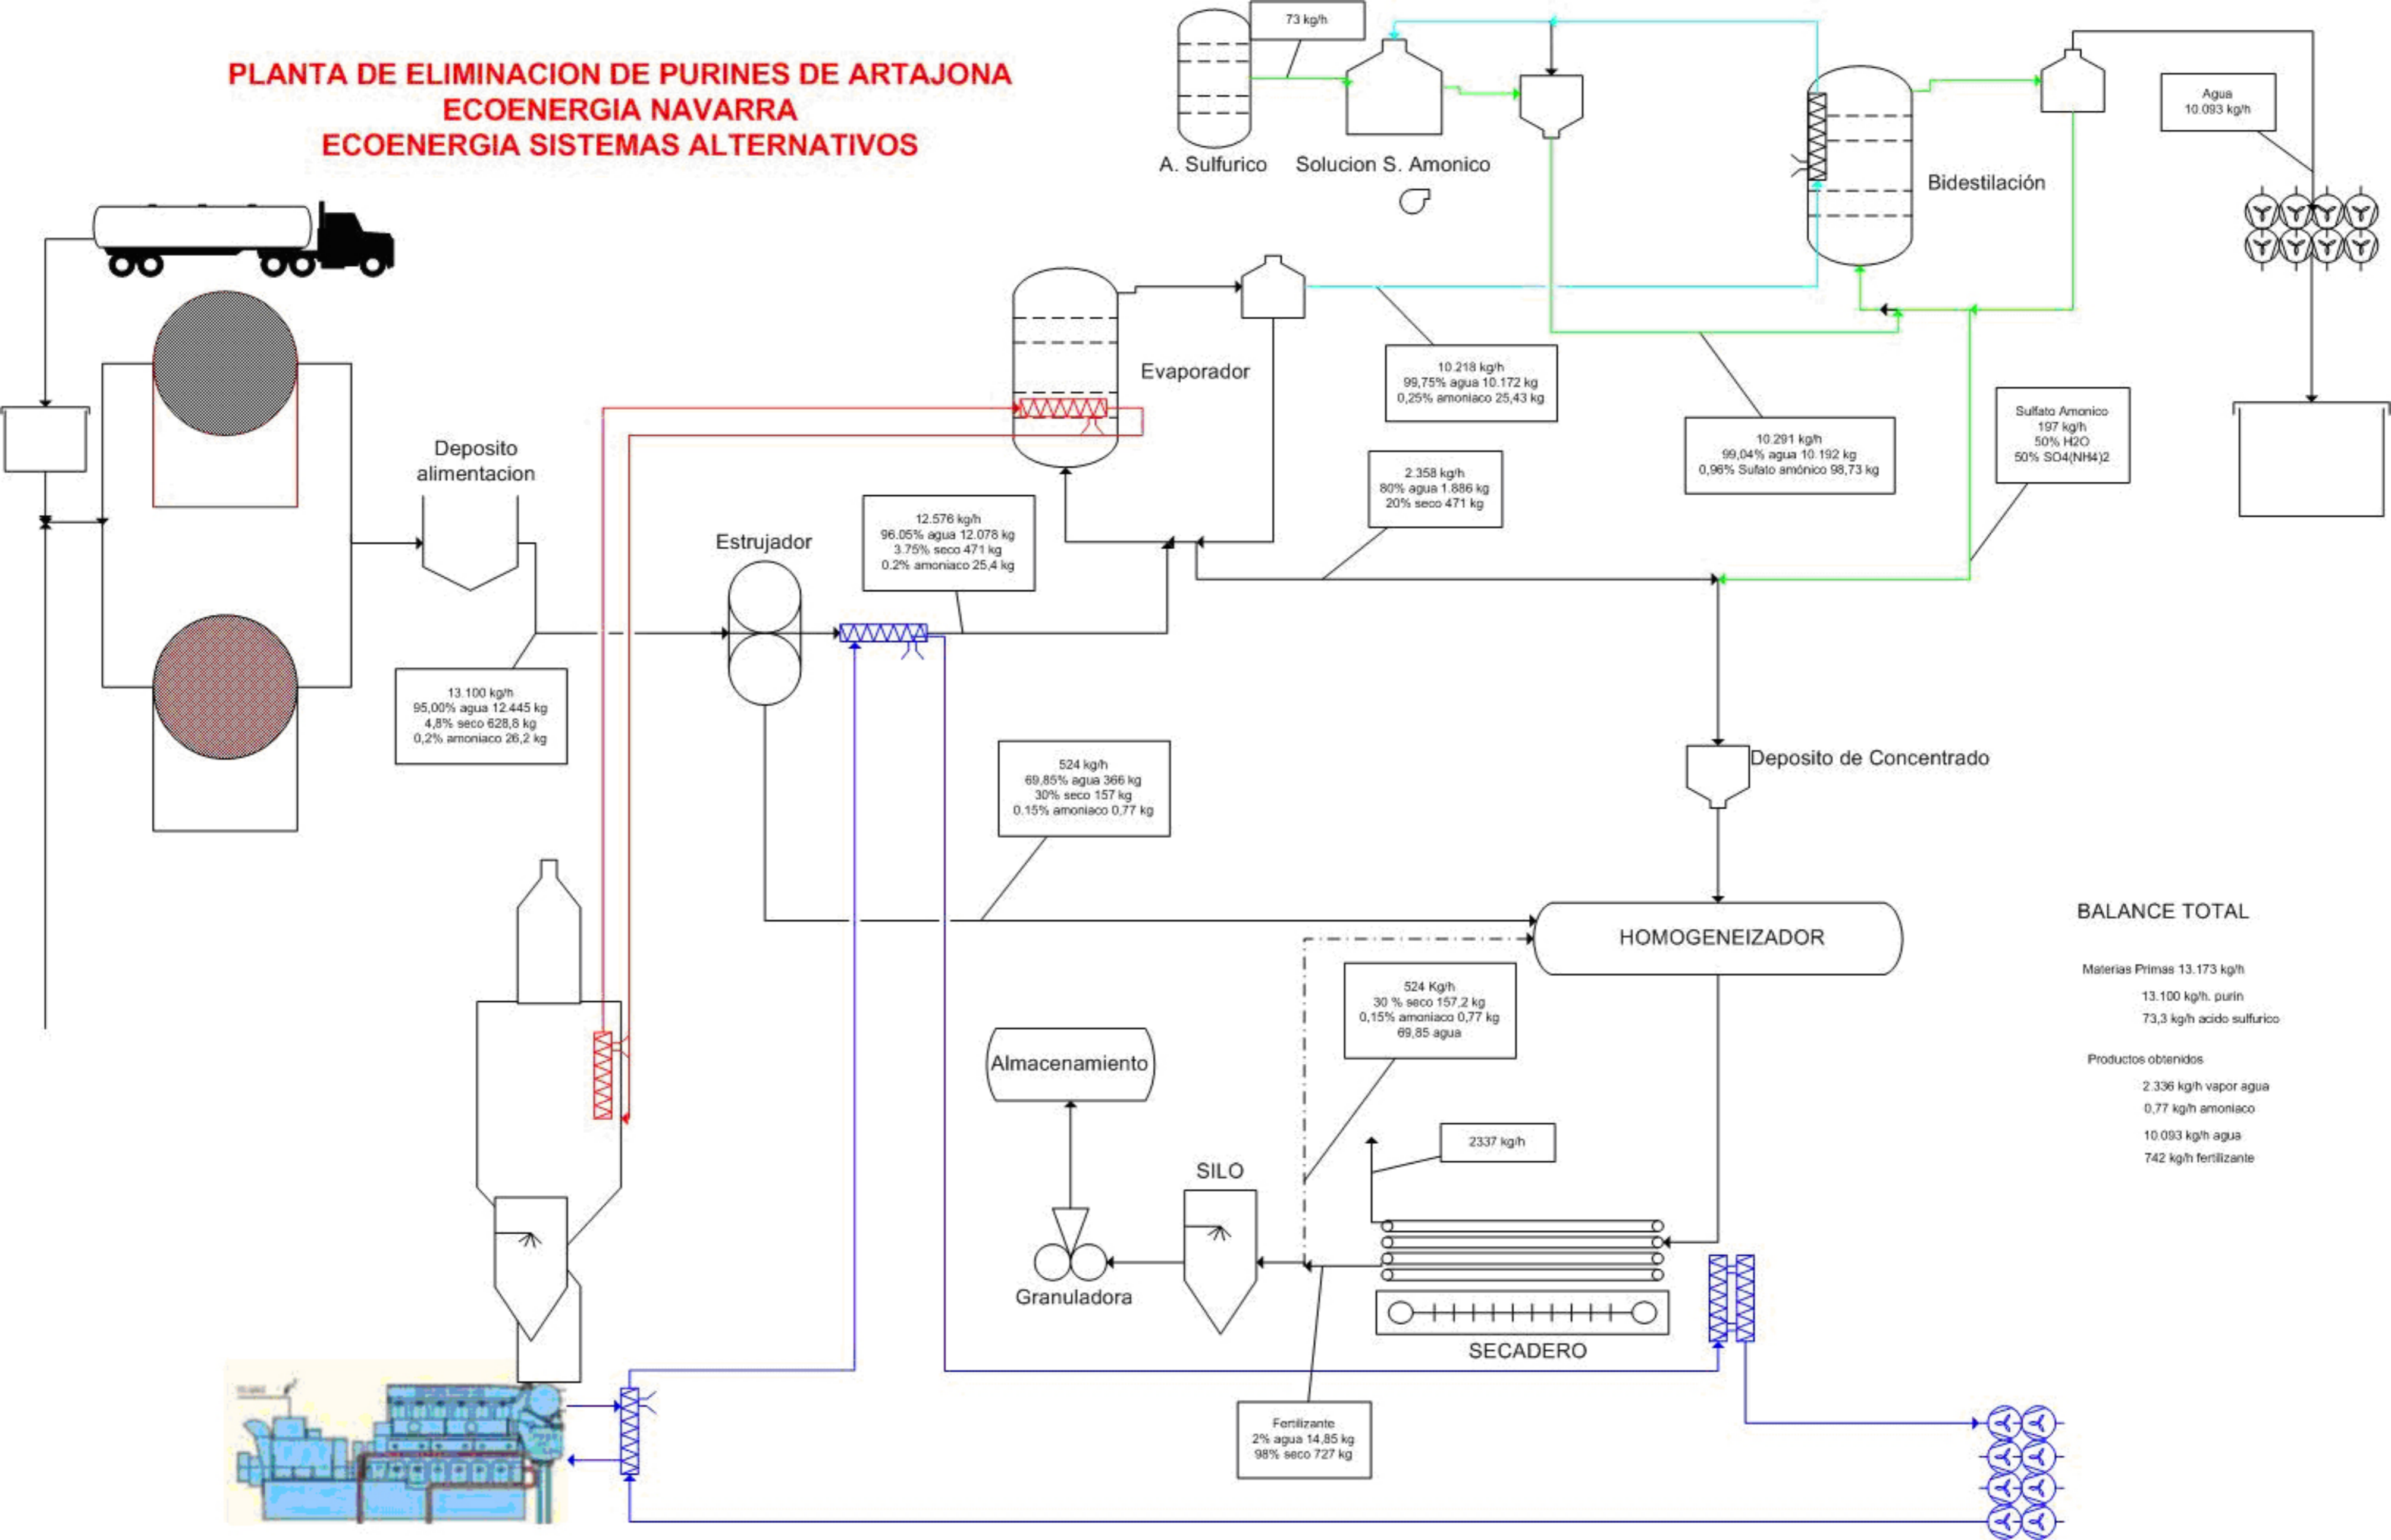 PLANTA DE ELIMINACION DE PURINES DE ARTAJONA
ECOENERGIA NAVARRA
ECOENERGIA SISTEMAS ALTERNATIVOS
73 kg/h
A. Sulfurico
Solucion S. Amonico
Bidestilación
Agua
10.093 kg/h
Evaporador
10.218 kg/h
99,75% agua 10.172 kg
0,25% amoniaco 25,43 kg
10.291 kg/h
99,04% agua 10.192 kg
0,96% Sufato amónico 98,73 kg
Sulfato Amonico
197 kg/h
50% H2O
50% SO4(NH4)2
2.358 kg/h
80% agua 1.886 kg
20% seco 471 kg
Deposito
alimentacion
Estrujador
12.576 kg/h
96.05% agua 12.078 kg
3.75% seco 471 kg
0.2% amoniaco 25,4 kg
13.100 kg/h
95,00% agua 12.445 kg
4,8% seco 628,8 kg
0,2% amoniaco 26,2 kg
524 kg/h
69,85% agua 366 kg
30% seco 157 kg
0.15% amoniaco 0,77 kg
Deposito de Concentrado
HOMOGENEIZADOR
524 Kg/h
30 % seco 157,2 kg
0,15% amoniaco 0,77 kg
69,85 agua
Almacenamiento
2337 kg/h
SILO
Granuladora
SECADERO
Fertilizante
2% agua 14,85 kg
98% seco 727 kg
BALANCE TOTAL
Materias Primas 13.173 kg/h
13.100 kg/h. purin
73,3 kg/h acido sulfurico
Productos obtenidos
2.336 kg/h vapor agua
0,77 kg/h amoniaco
10.093 kg/h agua
742 kg/h fertilizante